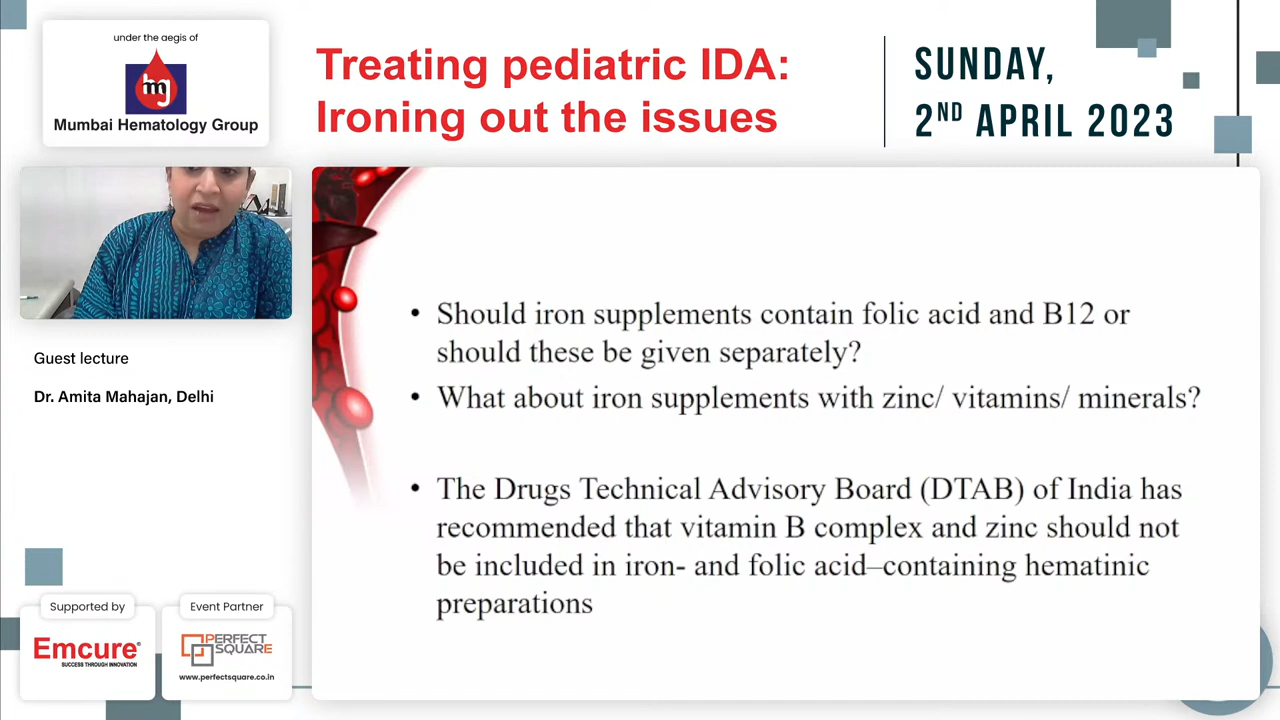 under the aegis of
hmg
Mumbai Hematology Group
Treating pediatric IDA:
Ironing out the issues
SUNDAY,
2ND APRIL 2023
Guest lecture
Dr. Amita Mahajan, Delhi
• Should iron supplements contain folic acid and B12 or
should these be given separately?
• What about iron supplements with zinc/ vitamins/ minerals?
• The Drugs Technical Advisory Board (DTAB) of India has
recommended that vitamin B complex and zinc should not
be included in iron- and folic acid–containing hematinic
preparations
Supported by
Emcure®
SUCCESS THROUGH INNOVATION
Event Partner
PERFECT
SQUARE
www.perfectsquare.co.in